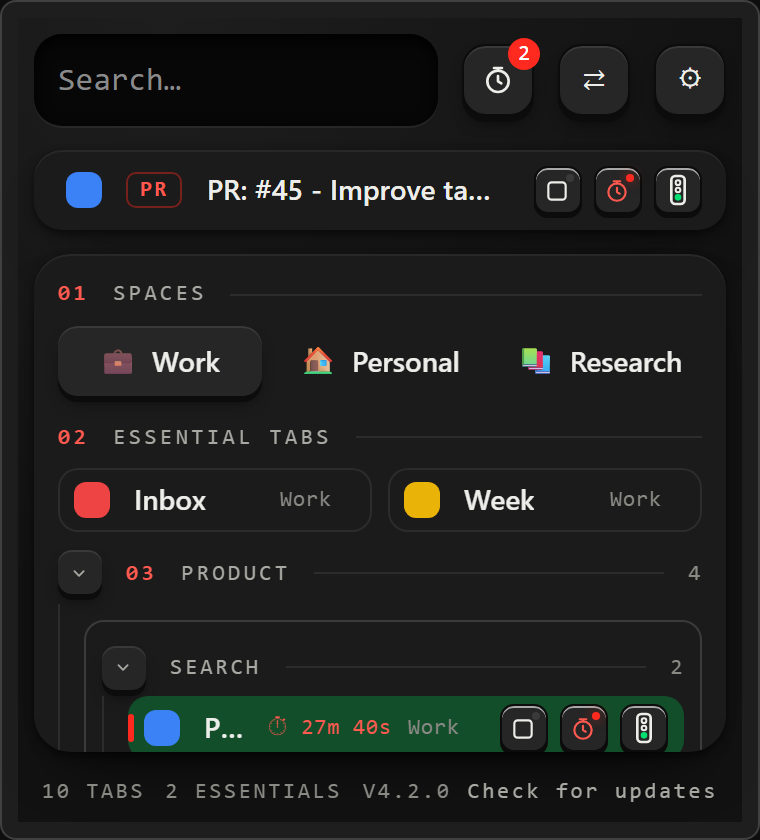 Search…
2
PR PR: #45 - Improve ta…
01 SPACES
Work Personal Research
02 ESSENTIAL TABS
Inbox Work Week Work
03 PRODUCT 4
SEARCH 2
P… 27m 40s Work
10 TABS 2 ESSENTIALS V4.2.0 Check for updates